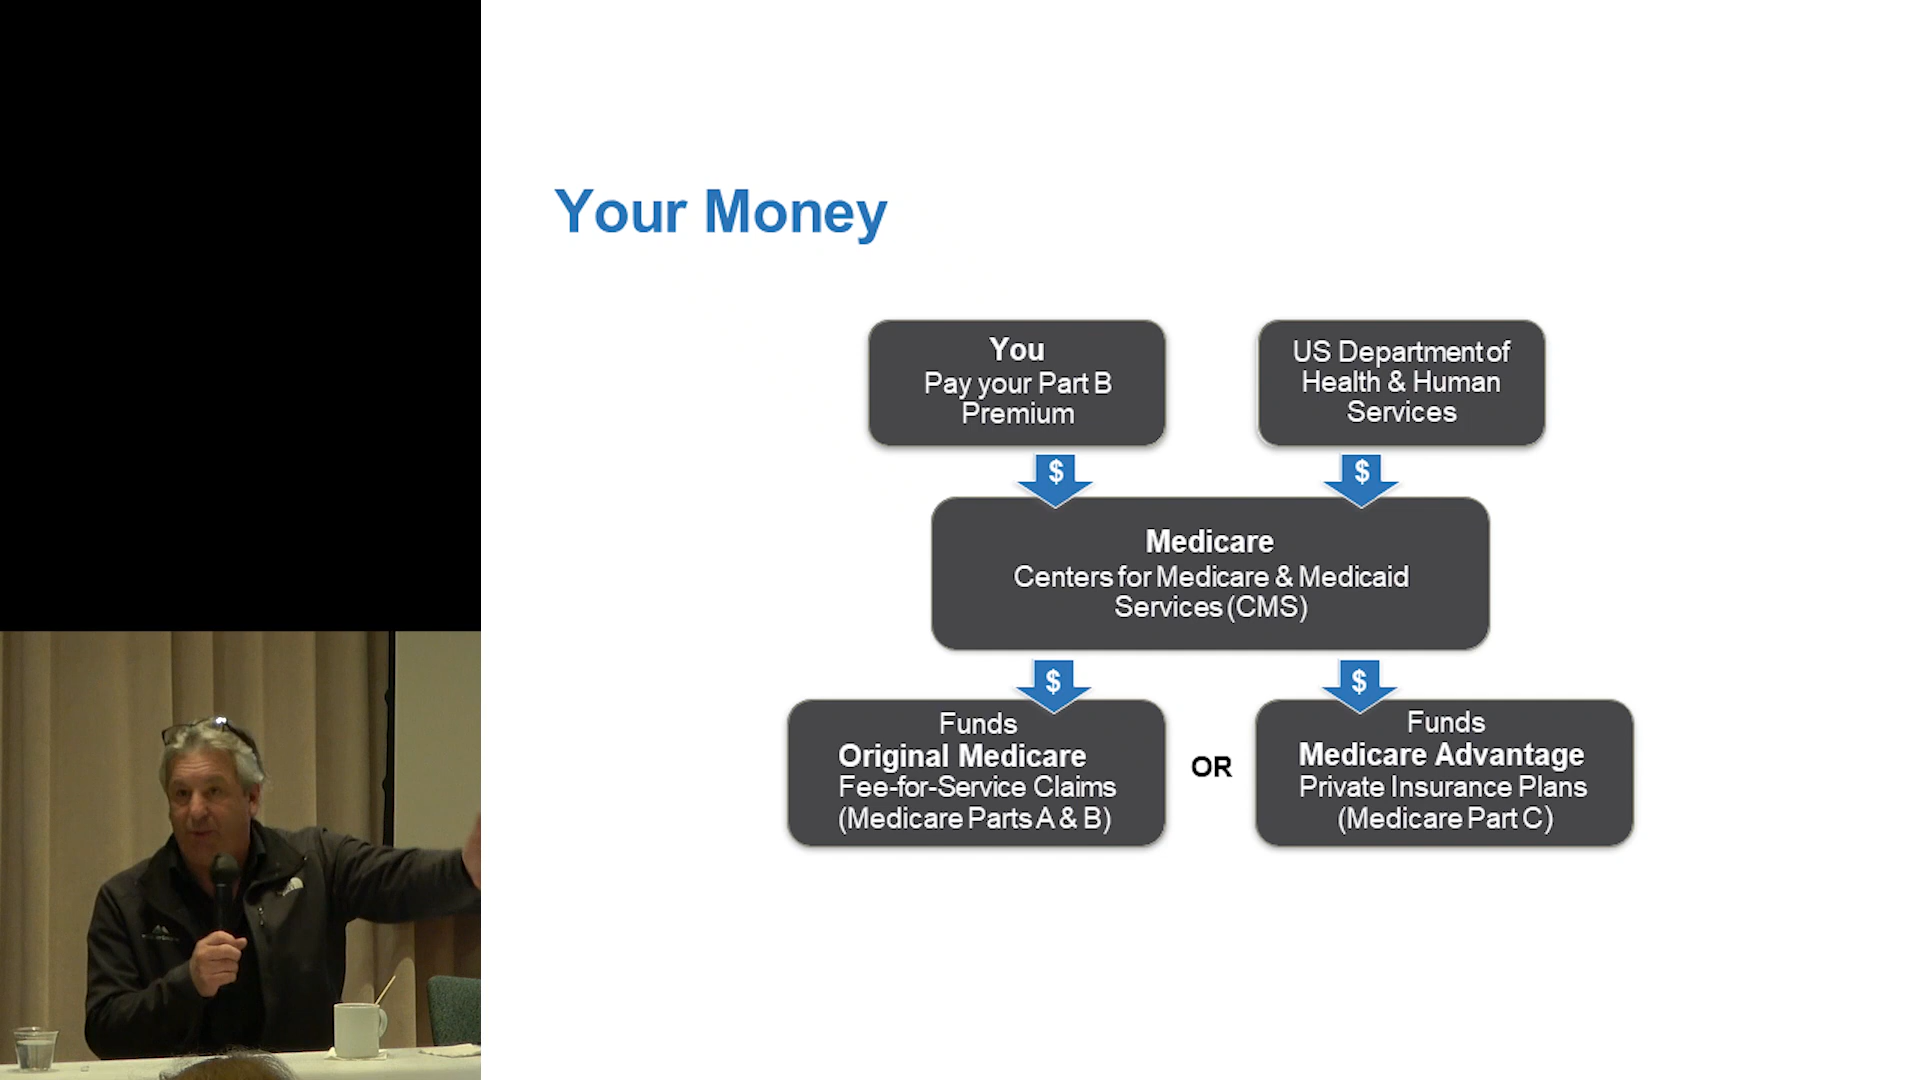 Your Money
You
Pay your Part B
Premium
US Department of
Health & Human
Services
$
$
Medicare
Centers for Medicare & Medicaid
Services (CMS)
$
$
Funds
Original Medicare
Fee-for-Service Claims
(Medicare Parts A & B)
OR
Funds
Medicare Advantage
Private Insurance Plans
(Medicare Part C)